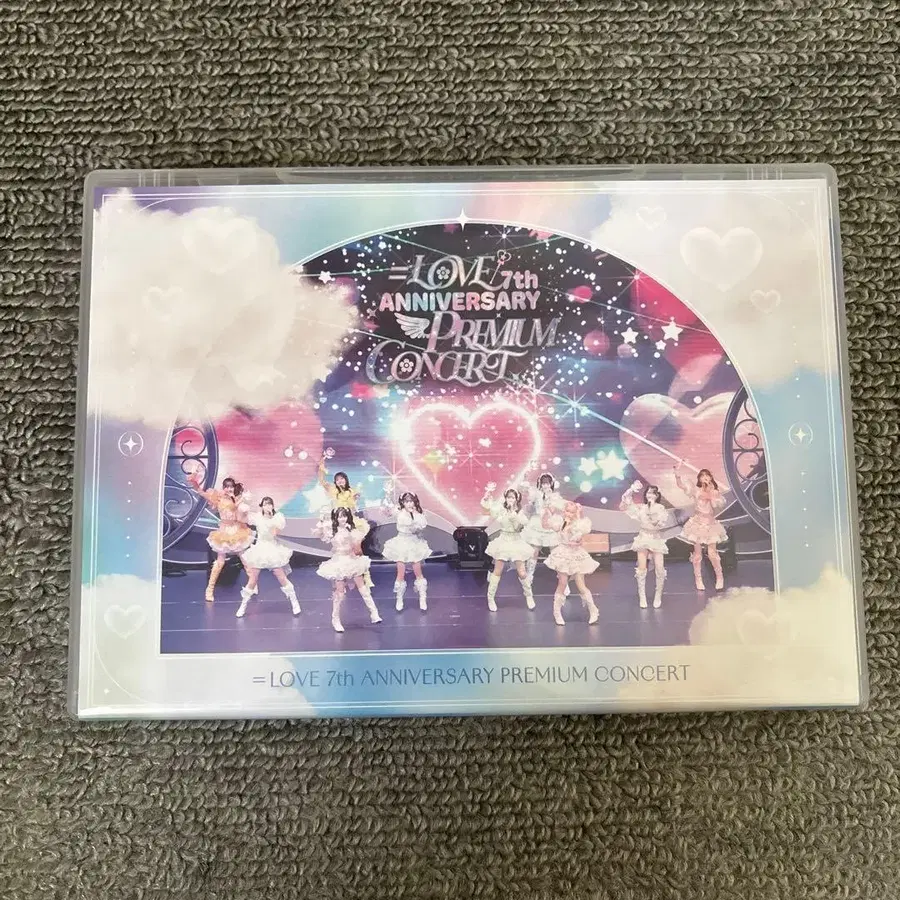 =LOVE 7th
ANNIVERSARY
PREMIUM
CONCERT
=LOVE 7th ANNIVERSARY PREMIUM CONCERT